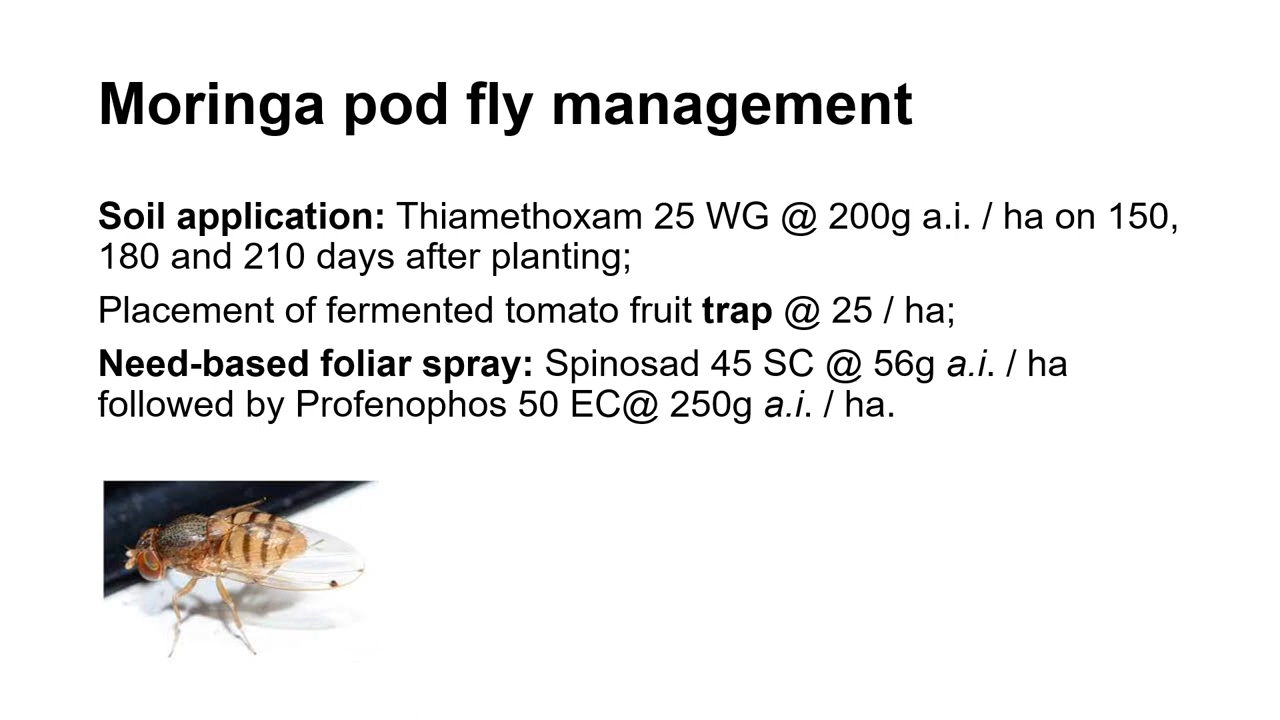 Moringa pod fly management
Soil application: Thiamethoxam 25 WG @ 200g a.i. / ha on 150,
180 and 210 days after planting;
Placement of fermented tomato fruit trap @ 25 / ha;
Need-based foliar spray: Spinosad 45 SC @ 56g a.i. / ha
followed by Profenophos 50 EC@ 250g a.i. / ha.